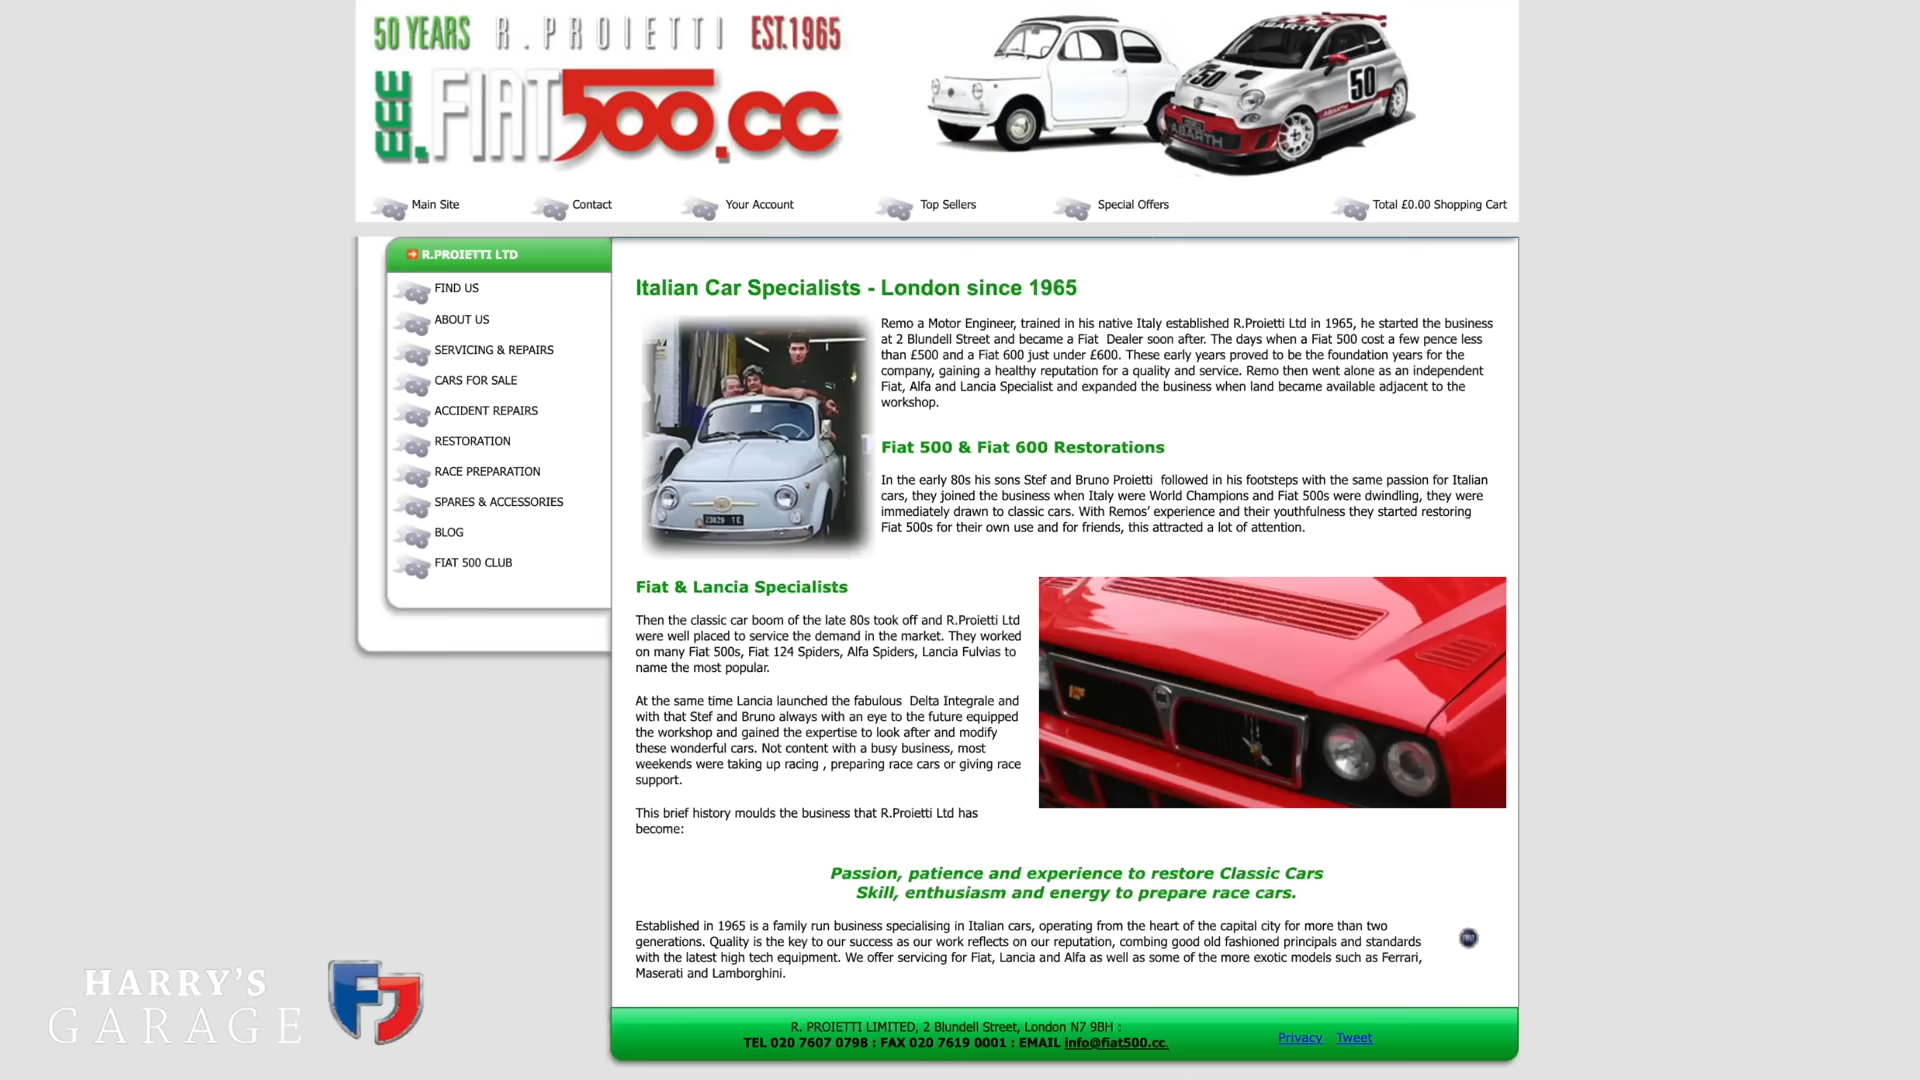 50 YEARS R.PROIETTI EST.1965
FIAT500.CC
ABARTH
50
50
ABARTH
Main Site
Contact
Your Account
Top Sellers
Special Offers
Total £0.00 Shopping Cart
R.PROIETTI LTD
FIND US
ABOUT US
SERVICING & REPAIRS
CARS FOR SALE
ACCIDENT REPAIRS
RESTORATION
RACE PREPARATION
SPARES & ACCESSORIES
BLOG
FIAT 500 CLUB
Italian Car Specialists - London since 1965
Remo a Motor Engineer, trained in his native Italy established R.Proietti Ltd in 1965, he started the business
at 2 Blundell Street and became a Fiat Dealer soon after. The days when a Fiat 500 cost a few pence less
than £500 and a Fiat 600 just under £600. These early years proved to be the foundation years for the
company, gaining a healthy reputation for a quality and service. Remo then went alone as an independent
Fiat, Alfa and Lancia Specialist and expanded the business when land became available adjacent to the
workshop.
Fiat 500 & Fiat 600 Restorations
In the early 80s his sons Stef and Bruno Proietti followed in his footsteps with the same passion for Italian
cars, they joined the business when Italy were World Champions and Fiat 500s were dwindling, they were
immediately drawn to classic cars. With Remos' experience and their youthfulness they started restoring
Fiat 500s for their own use and for friends, this attracted a lot of attention.
Fiat & Lancia Specialists
Then the classic car boom of the late 80s took off and R.Proietti Ltd
were well placed to service the demand in the market. They worked
on many Fiat 500s, Fiat 124 Spiders, Alfa Spiders, Lancia Fulvias to
name the most popular.
At the same time Lancia launched the fabulous Delta Integrale and
with that Stef and Bruno always with an eye to the future equipped
the workshop and gained the expertise to look after and modify
these wonderful cars. Not content with a busy business, most
weekends were taking up racing , preparing race cars or giving race
support.
This brief history moulds the business that R.Proietti Ltd has
become:
Passion, patience and experience to restore Classic Cars
Skill, enthusiasm and energy to prepare race cars.
Established in 1965 is a family run business specialising in Italian cars, operating from the heart of the capital city for more than two
generations. Quality is the key to our success as our work reflects on our reputation, combing good old fashioned principals and standards
with the latest high tech equipment. We offer servicing for Fiat, Lancia and Alfa as well as some of the more exotic models such as Ferrari,
Maserati and Lamborghini.
R. PROIETTI LIMITED, 2 Blundell Street, London N7 9BH :
TEL 020 7607 0798 : FAX 020 7619 0001 : EMAIL info@fiat500.cc.
Privacy Tweet
HARRY'S
GARAGE